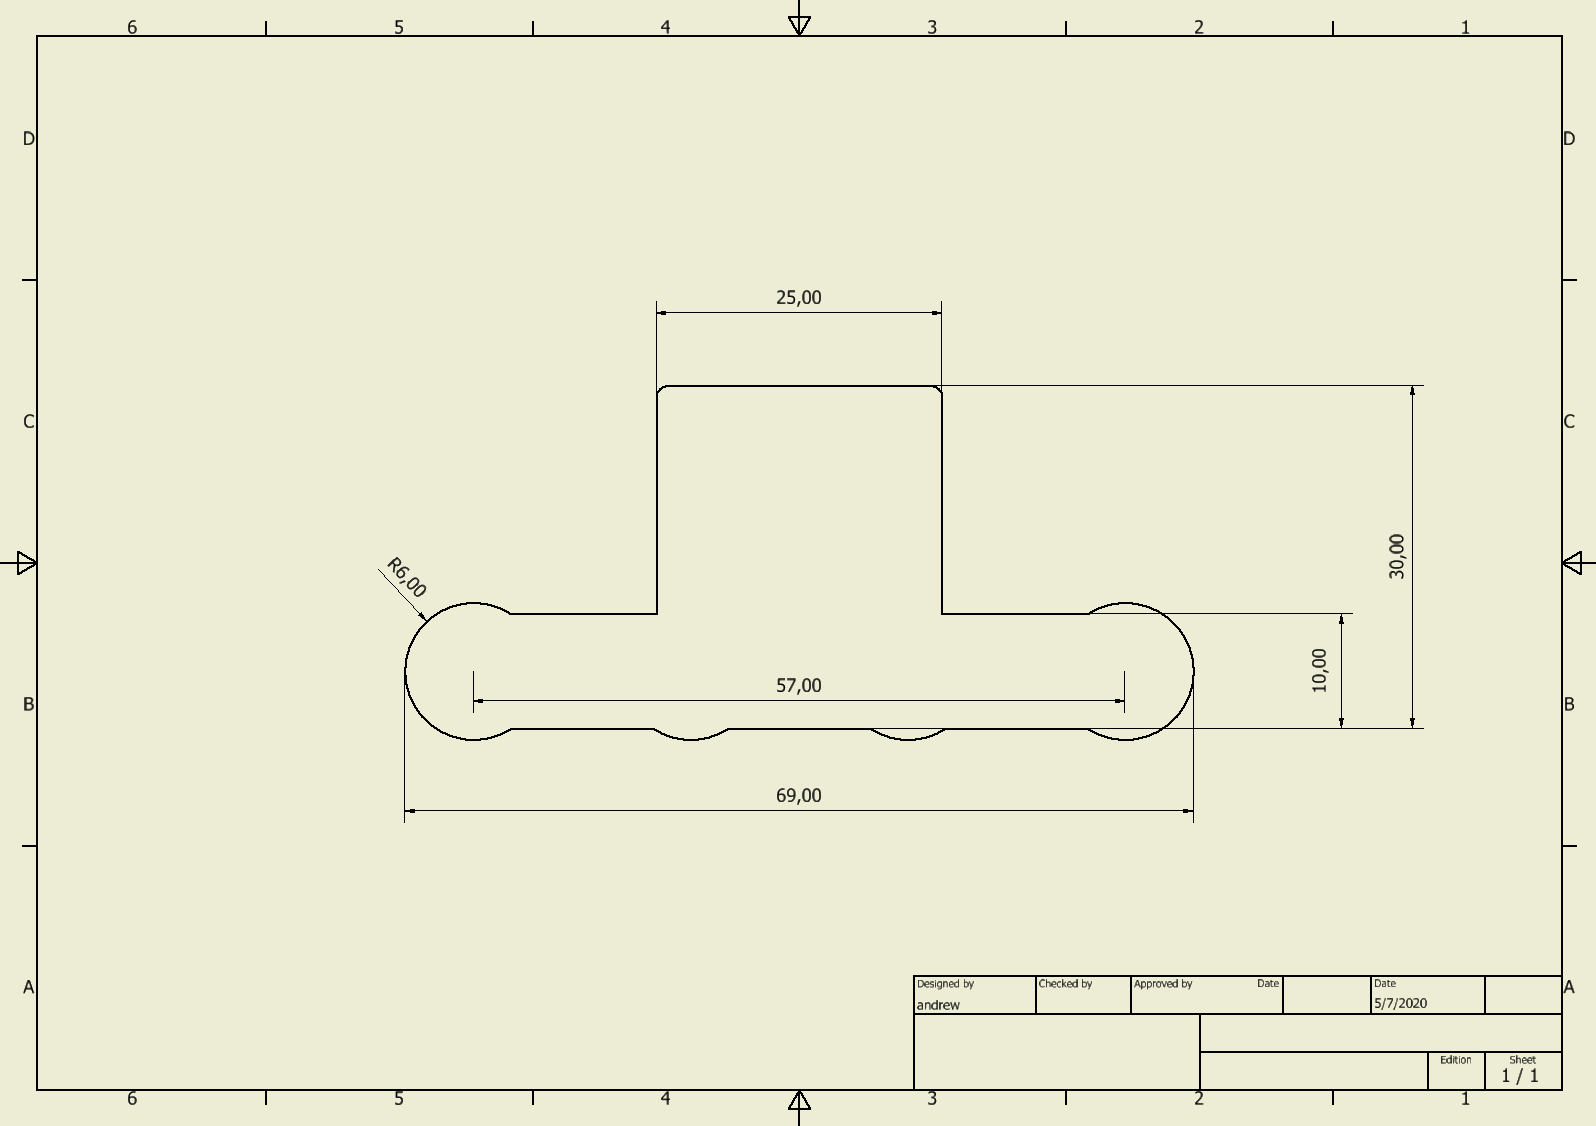 6 5 4 3 2 1
D D
25,00
C C
30,00
R6,00
10,00
57,00
B B
69,00
A A
Designed by Checked by Approved by Date Date
andrew 5/7/2020
Edition Sheet
1 / 1
6 5 4 3 2 1